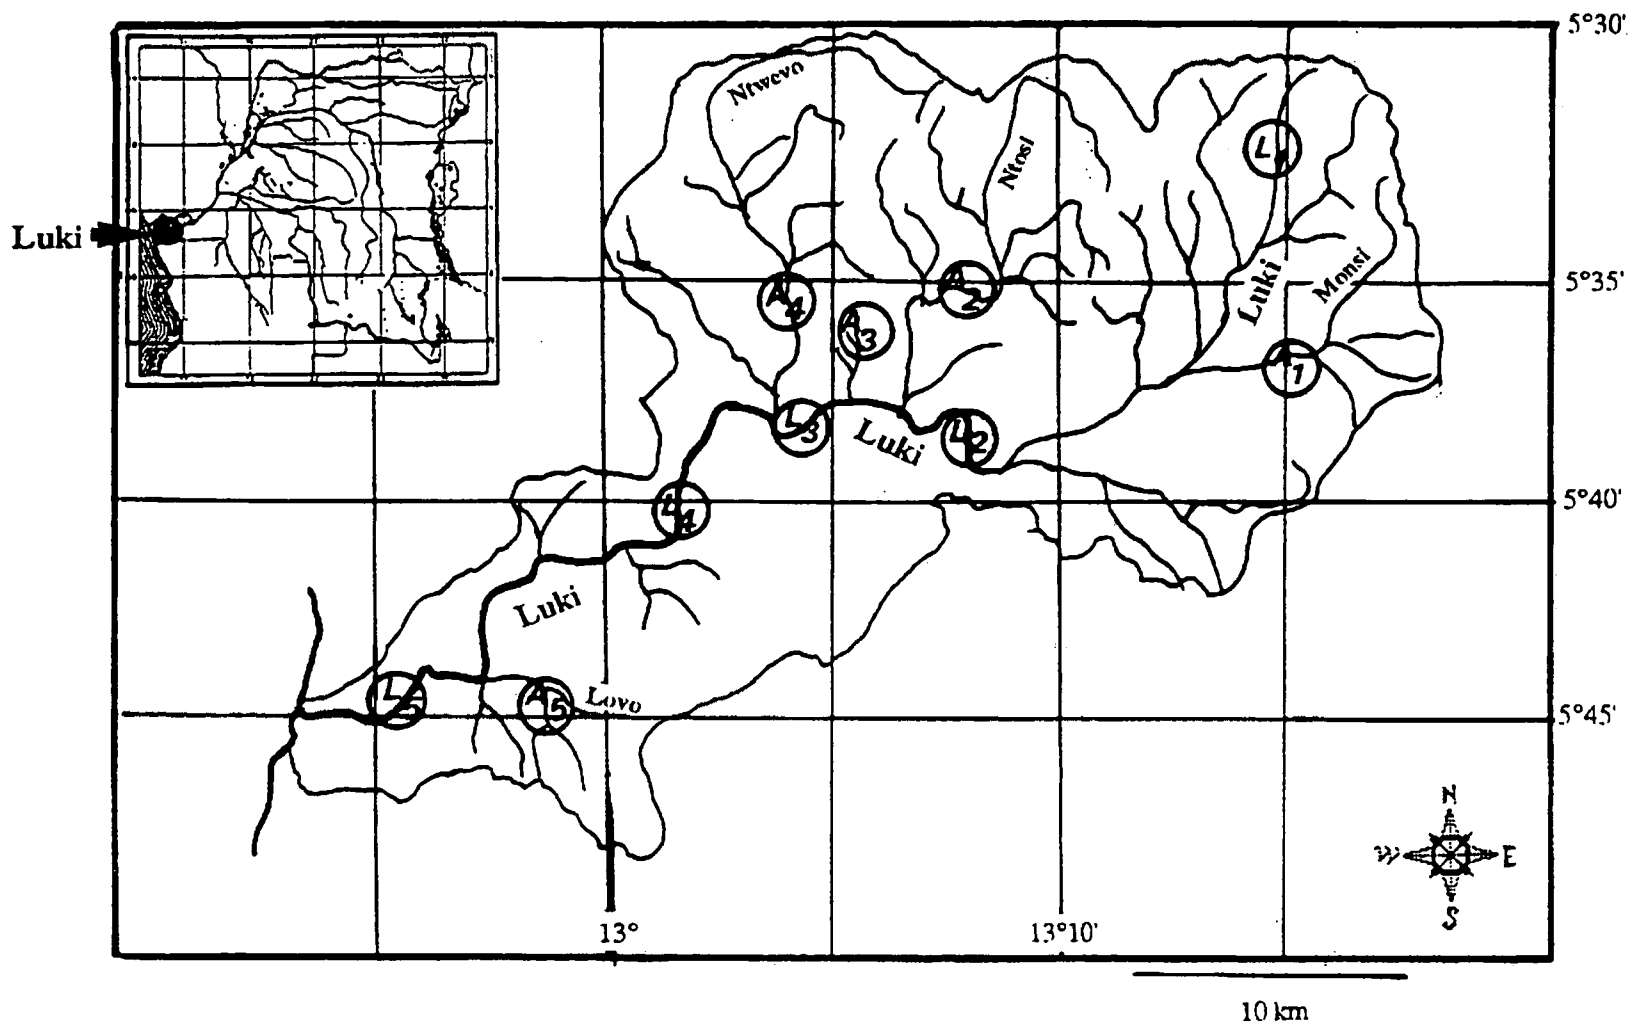 5°30'
Ntwevo
Ntosi
L1
Luki
Luki
Monsi
5°35'
A4
A3
A2
A1
L3
Luki
L2
L4
5°40'
Luki
L5
A5
Lovo
5°45'
N
W
E
S
13°
13°10'
10 km